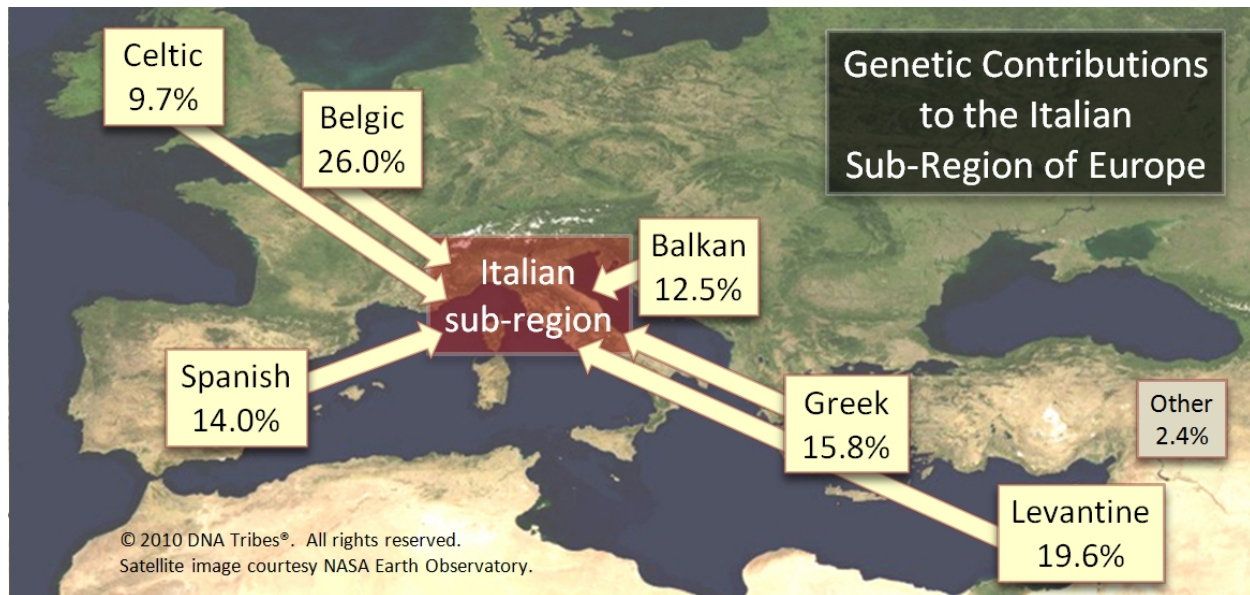 Genetic Contributions
to the Italian
Sub-Region of Europe
Celtic
9.7%
Belgic
26.0%
Balkan
12.5%
Italian
sub-region
Spanish
14.0%
Greek
15.8%
Other
2.4%
Levantine
19.6%
© 2010 DNA Tribes®.  All rights reserved.
Satellite image courtesy NASA Earth Observatory.